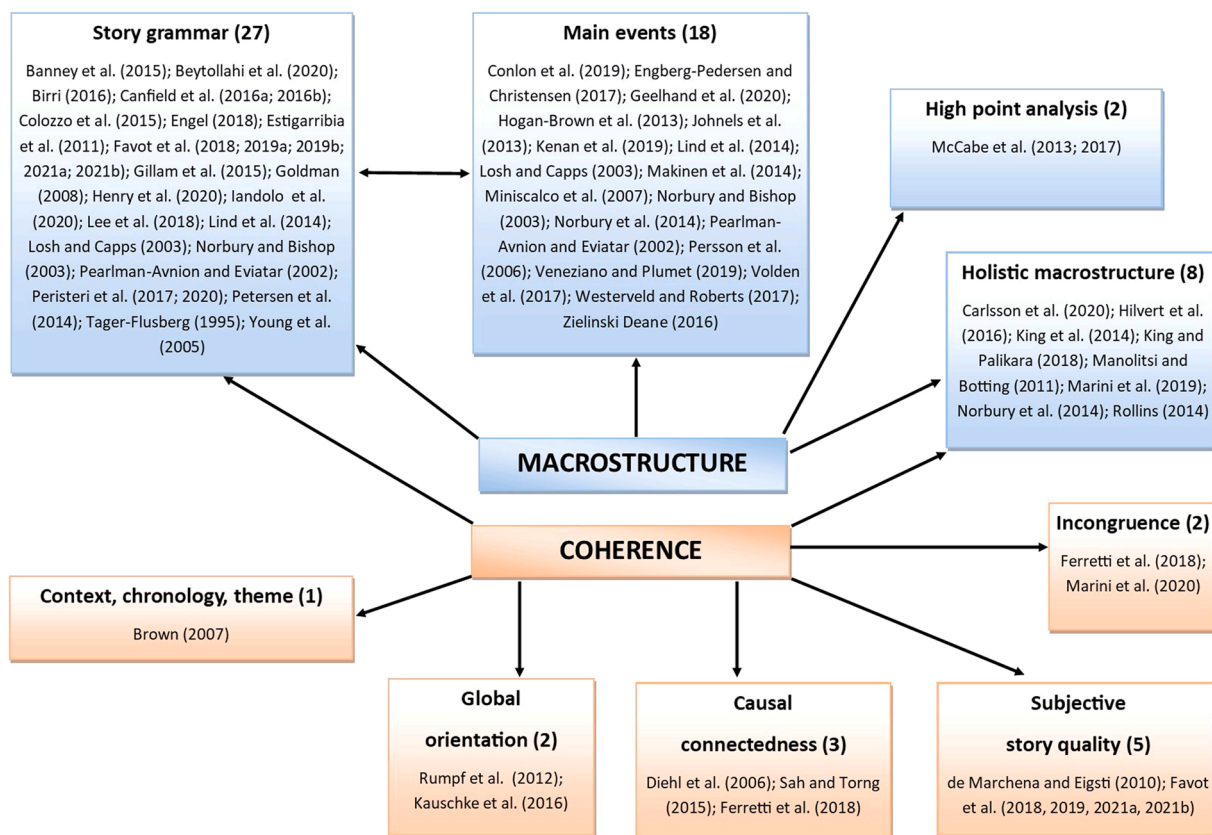 Story grammar (27)
Banney et al. (2015); Beytollahi et al. (2020);
Birri (2016); Canfield et al. (2016a; 2016b);
Colozzo et al. (2015); Engel (2018); Estigarribia
et al. (2011); Favot et al. (2018; 2019a; 2019b;
2021a; 2021b); Gillam et al. (2015); Goldman
(2008); Henry et al. (2020); Iandolo et al.
(2020); Lee et al. (2018); Lind et al. (2014);
Losh and Capps (2003); Norbury and Bishop
(2003); Pearlman-Avnion and Eviatar (2002);
Peristeri et al. (2017; 2020); Petersen et al.
(2014); Tager-Flusberg (1995); Young et al.
(2005)
Main events (18)
Conlon et al. (2019); Engberg-Pedersen and
Christensen (2017); Geelhand et al. (2020);
Hogan-Brown et al. (2013); Johnels et al.
(2013); Kenan et al. (2019); Lind et al. (2014);
Losh and Capps (2003); Makinen et al. (2014);
Miniscalco et al. (2007); Norbury and Bishop
(2003); Norbury et al. (2014); Pearlman-
Avnion and Eviatar (2002); Persson et al.
(2006); Veneziano and Plumet (2019); Volden
et al. (2017); Westerveld and Roberts (2017);
Zielinski Deane (2016)
High point analysis (2)
McCabe et al. (2013; 2017)
Holistic macrostructure (8)
Carlsson et al. (2020); Hilvert et al.
(2016); King et al. (2014); King and
Palikara (2018); Manolitsi and
Botting (2011); Marini et al. (2019);
Norbury et al. (2014); Rollins (2014)
MACROSTRUCTURE
COHERENCE
Incongruence (2)
Ferretti et al. (2018);
Marini et al. (2020)
Context, chronology, theme (1)
Brown (2007)
Global
orientation (2)
Rumpf et al. (2012);
Kauschke et al. (2016)
Causal
connectedness (3)
Diehl et al. (2006); Sah and Torng
(2015); Ferretti et al. (2018)
Subjective
story quality (5)
de Marchena and Eigsti (2010); Favot
et al. (2018, 2019, 2021a, 2021b)